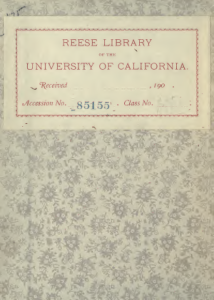 REESE LIBRARY
OF THE
UNIVERSITY OF CALIFORNIA.
Received , 190 .
Accession No. 85155 . Class No.